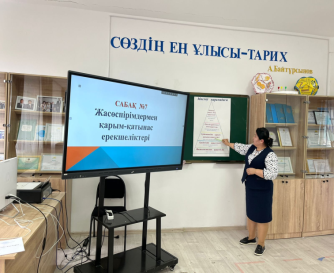 СӨЗДІҢ ЕҢ ҰЛЫСЫ-ТАРИХ
А.Байтұрсынов
САБАҚ №7
Жасөспірімдермен
қарым-қатынас
ерекшеліктері